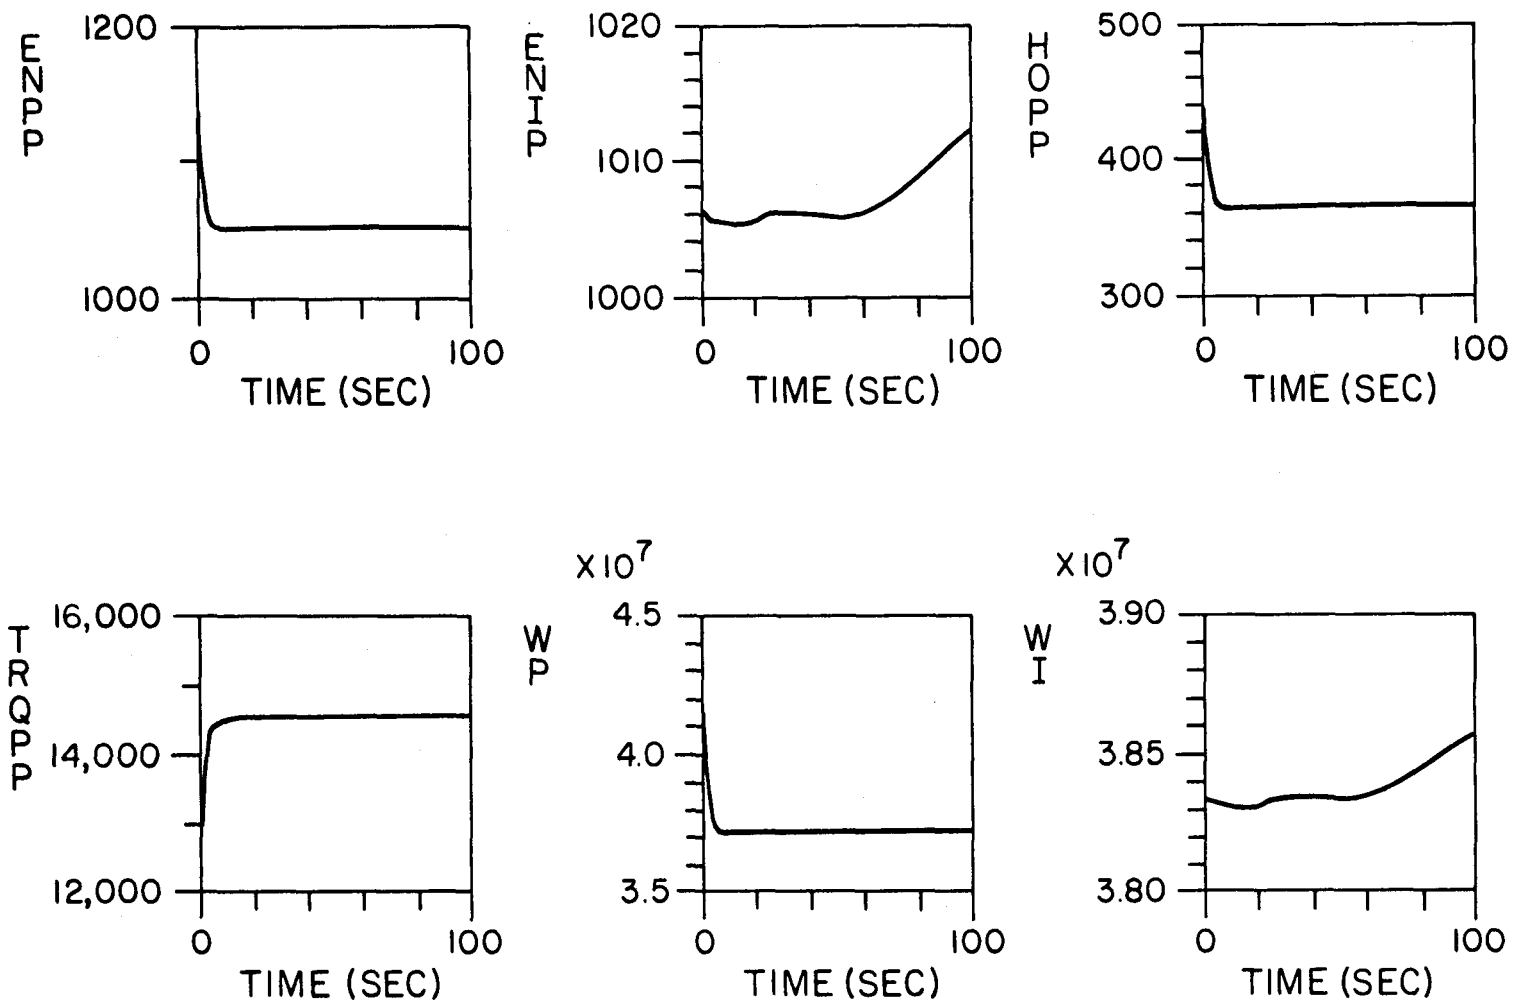 ENPP
1200
1000
0
100
TIME (SEC)
ENIP
1020
1010
1000
0
100
TIME (SEC)
HOPP
500
400
300
0
100
TIME (SEC)
TRQPP
16,000
14,000
12,000
0
100
TIME (SEC)
X10^7
WP
4.5
4.0
3.5
0
100
TIME (SEC)
X10^7
WI
3.90
3.85
3.80
0
100
TIME (SEC)